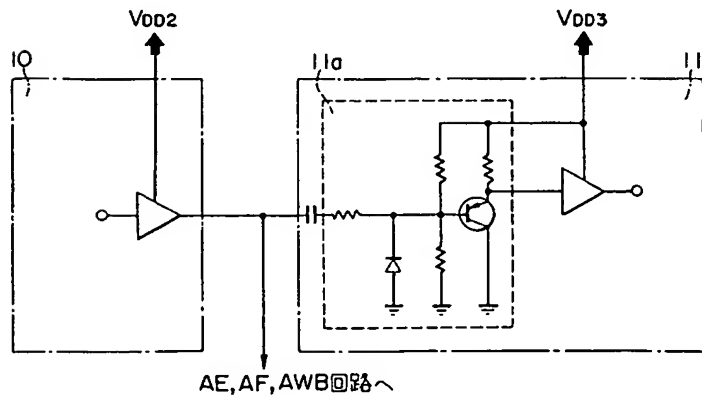 VDD2
VDD3
10
11a
11
AE,AF,AWB回路へ